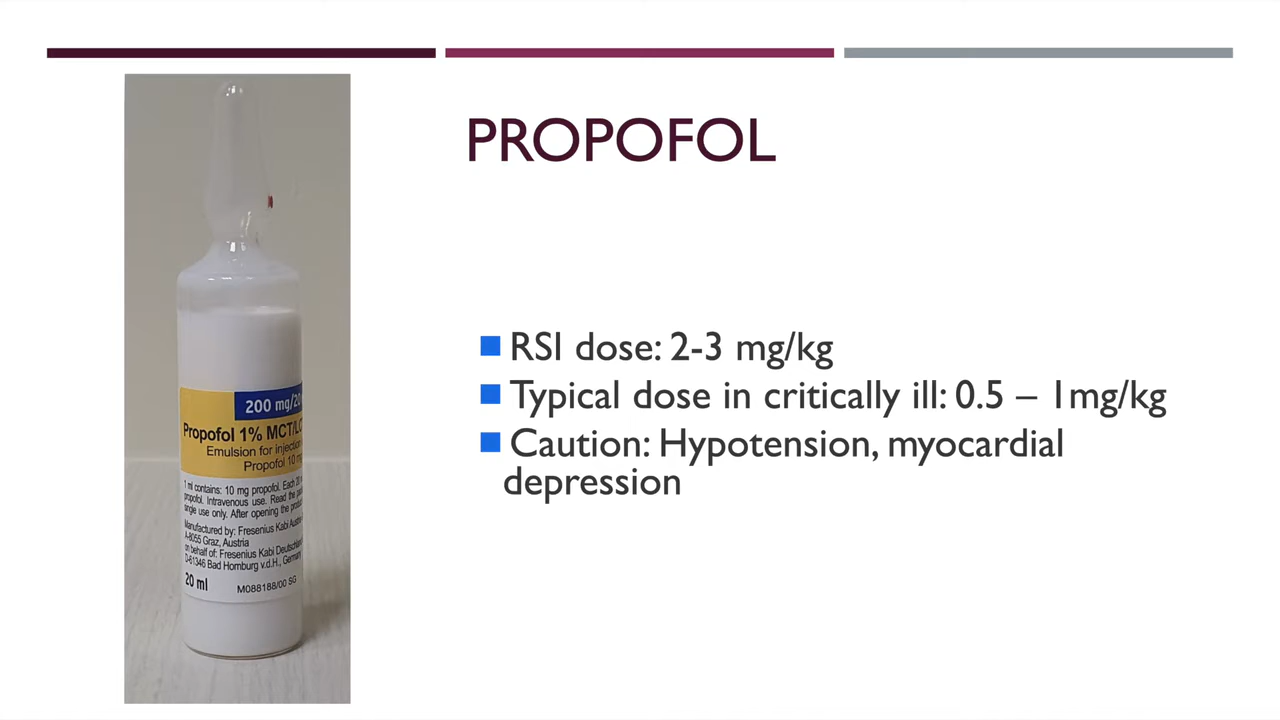 PROPOFOL
RSI dose: 2-3 mg/kg
Typical dose in critically ill: 0.5 – 1mg/kg
Caution: Hypotension, myocardial
depression
200 mg/20
Propofol 1% MCT/LC
Emulsion for injection
Propofol 10 m
1 ml contains: 10 mg propofol. Each 20
propofol. Intravenous use. Read the
single use only. After opening the
Manufactured by: Fresenius Kabi Austria
A-8055 Graz, Austria
on behalf of: Fresenius Kabi Deutschland
D-61346 Bad Homburg v.d.H., Germany
20 ml
M088188/00 SG